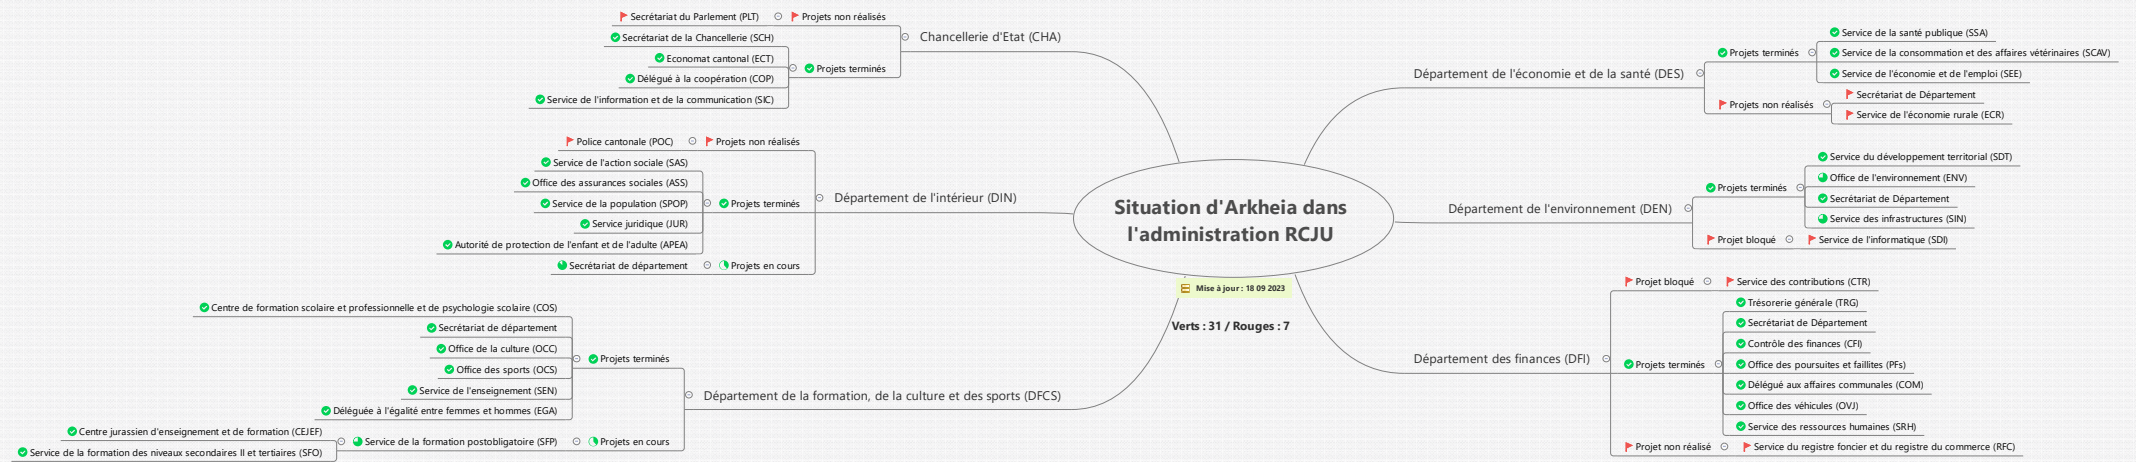 Situation d'Arkheia dans
l'administration RCJU
Mise à jour : 18 09 2023
Verts : 31 / Rouges : 7
Chancellerie d'Etat (CHA)
Projets non réalisés
Secrétariat du Parlement (PLT)
Projets terminés
Secrétariat de la Chancellerie (SCH)
Economat cantonal (ECT)
Délégué à la coopération (COP)
Service de l'information et de la communication (SIC)
Département de l'intérieur (DIN)
Projets non réalisés
Police cantonale (POC)
Projets terminés
Service de l'action sociale (SAS)
Office des assurances sociales (ASS)
Service de la population (SPOP)
Service juridique (JUR)
Autorité de protection de l'enfant et de l'adulte (APEA)
Projets en cours
Secrétariat de département
Département de la formation, de la culture et des sports (DFCS)
Projets terminés
Centre de formation scolaire et professionnelle et de psychologie scolaire (COS)
Secrétariat de département
Office de la culture (OCC)
Office des sports (OCS)
Service de l'enseignement (SEN)
Déléguée à l'égalité entre femmes et hommes (EGA)
Projets en cours
Service de la formation postobligatoire (SFP)
Centre jurassien d'enseignement et de formation (CEJEF)
Service de la formation des niveaux secondaires II et tertiaires (SFO)
Département de l'économie et de la santé (DES)
Projets terminés
Service de la santé publique (SSA)
Service de la consommation et des affaires vétérinaires (SCAV)
Service de l'économie et de l'emploi (SEE)
Projets non réalisés
Secrétariat de Département
Service de l'économie rurale (ECR)
Département de l'environnement (DEN)
Projets terminés
Service du développement territorial (SDT)
Office de l'environnement (ENV)
Secrétariat de Département
Service des infrastructures (SIN)
Projet bloqué
Service de l'informatique (SDI)
Département des finances (DFI)
Projet bloqué
Service des contributions (CTR)
Projets terminés
Trésorerie générale (TRG)
Secrétariat de Département
Contrôle des finances (CFI)
Office des poursuites et faillites (PFs)
Délégué aux affaires communales (COM)
Office des véhicules (OVJ)
Service des ressources humaines (SRH)
Projet non réalisé
Service du registre foncier et du registre du commerce (RFC)